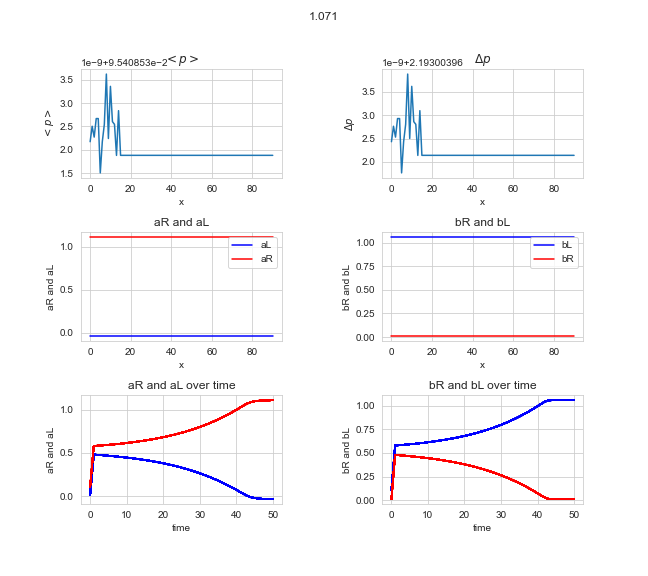 1.071
<p>
Δp
1e−9+9.540853e−2
1e−9+2.19300396
<p>
3.5
3.0
2.5
2.0
1.5
0 20 40 60 80
x
Δp
3.5
3.0
2.5
2.0
0 20 40 60 80
x
aR and aL
aR and aL
1.0
0.5
0.0
aL
aR
0 20 40 60 80
x
bR and bL
bR and bL
1.00
0.75
0.50
0.25
0.00
bL
bR
0 20 40 60 80
x
aR and aL over time
aR and aL
1.0
0.5
0.0
0 10 20 30 40 50
time
bR and bL over time
bR and bL
1.00
0.75
0.50
0.25
0.00
0 10 20 30 40 50
time